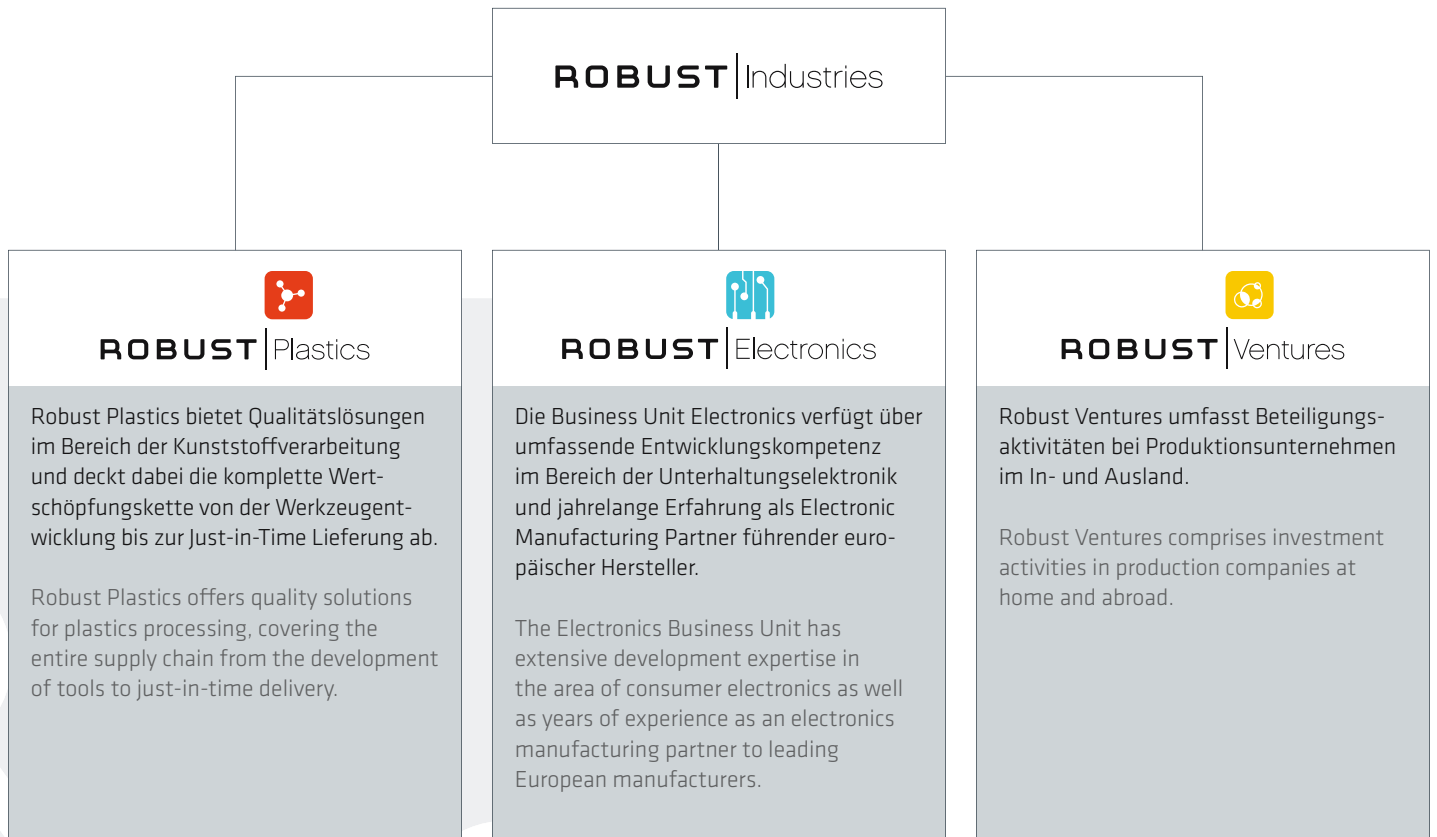 ROBUST Industries
ROBUST Plastics
Robust Plastics bietet Qualitätslösungen
im Bereich der Kunststoffverarbeitung
und deckt dabei die komplette Wert-
schöpfungskette von der Werkzeugent-
wicklung bis zur Just-in-Time Lieferung ab.
Robust Plastics offers quality solutions
for plastics processing, covering the
entire supply chain from the development
of tools to just-in-time delivery.
ROBUST Electronics
Die Business Unit Electronics verfügt über
umfassende Entwicklungskompetenz
im Bereich der Unterhaltungselektronik
und jahrelange Erfahrung als Electronic
Manufacturing Partner führender euro-
päischer Hersteller.
The Electronics Business Unit has
extensive development expertise in
the area of consumer electronics as well
as years of experience as an electronics
manufacturing partner to leading
European manufacturers.
ROBUST Ventures
Robust Ventures umfasst Beteiligungs-
aktivitäten bei Produktionsunternehmen
im In- und Ausland.
Robust Ventures comprises investment
activities in production companies at
home and abroad.